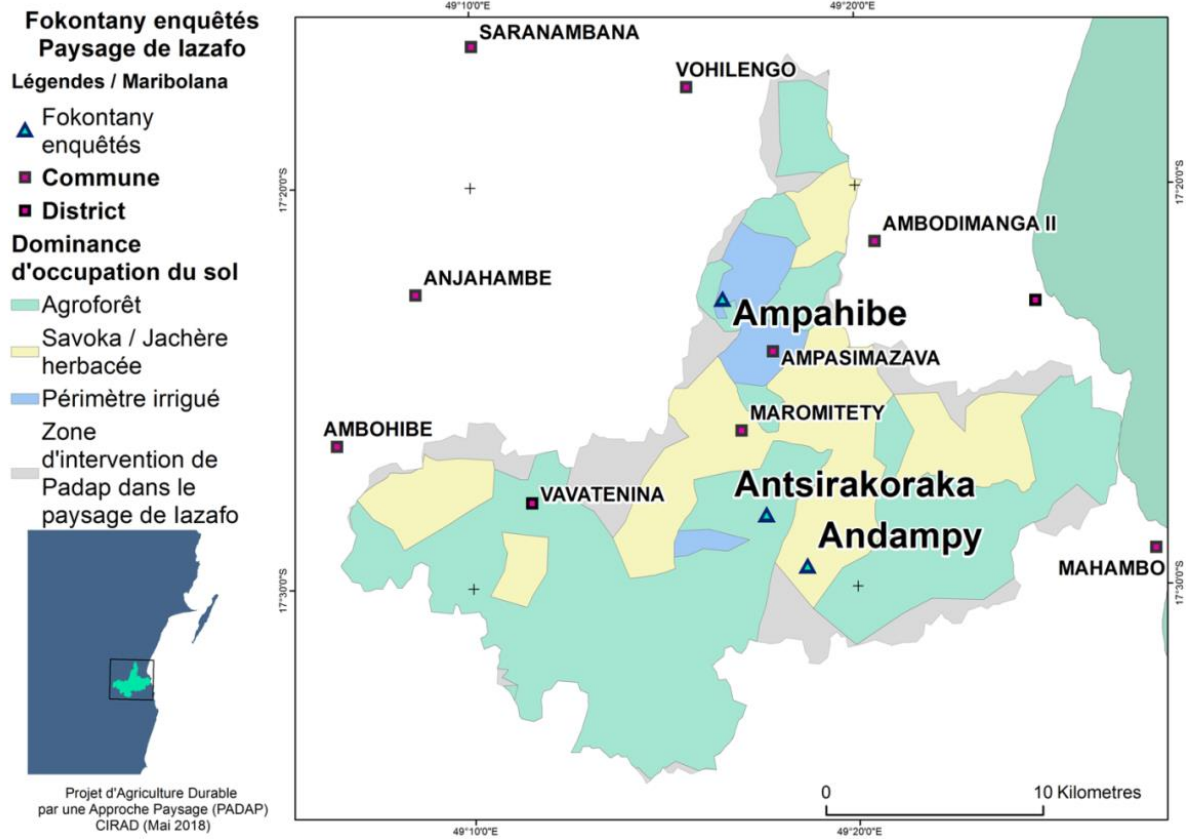 Fokontany enquêtés
Paysage de Iazafo
Légendes / Maribolana
Fokontany
enquêtés
Commune
District
Dominance
d'occupation du sol
Agroforêt
Savoka / Jachère
herbacée
Périmètre irrigué
Zone
d'intervention de
Padap dans le
paysage de Iazafo
Projet d'Agriculture Durable
par une Approche Paysage (PADAP)
CIRAD (Mai 2018)
49°10'0"E
49°20'0"E
SARANAMBANA
VOHILENGO
17°20'0"S
17°20'0"S
AMBODIMANGA II
ANJAHAMBE
Ampahibe
AMPASIMAZAVA
MAROMITETY
AMBOHIBE
Antsirakoraka
VAVATENINA
Andampy
MAHAMBO
17°30'0"S
17°30'0"S
0 10 Kilometres
49°10'0"E
49°20'0"E